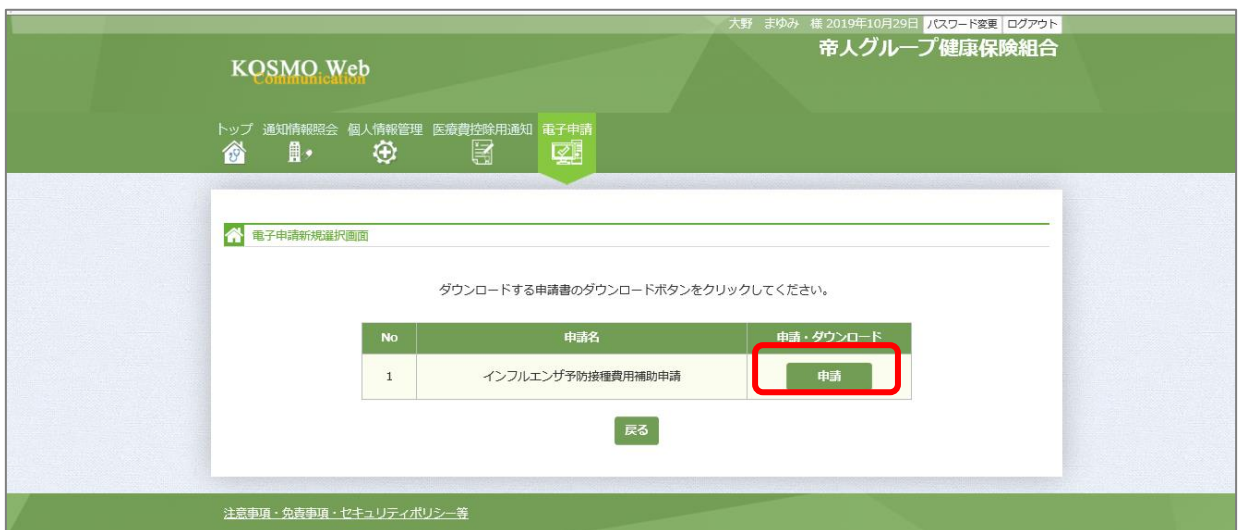 大野　まゆみ　様 2019年10月29日 パスワード変更 ログアウト
帝人グループ健康保険組合
KOSMO Web
Communication
トップ 通知情報照会 個人情報管理 医療費控除用通知 電子申請
電子申請新規選択画面
ダウンロードする申請書のダウンロードボタンをクリックしてください。
No 申請名 申請・ダウンロード
1 インフルエンザ予防接種費用補助申請 申請
戻る
注意事項・免責事項・セキュリティポリシー等